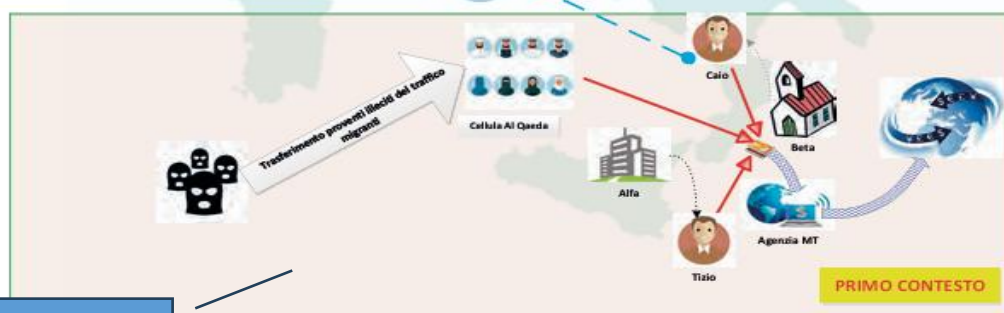 Caio
Trasferimento proventi illeciti del traffico
migranti
Cellula Al Qaeda
Beta
Alfa
Agenzia MT
Tizio
PRIMO CONTESTO